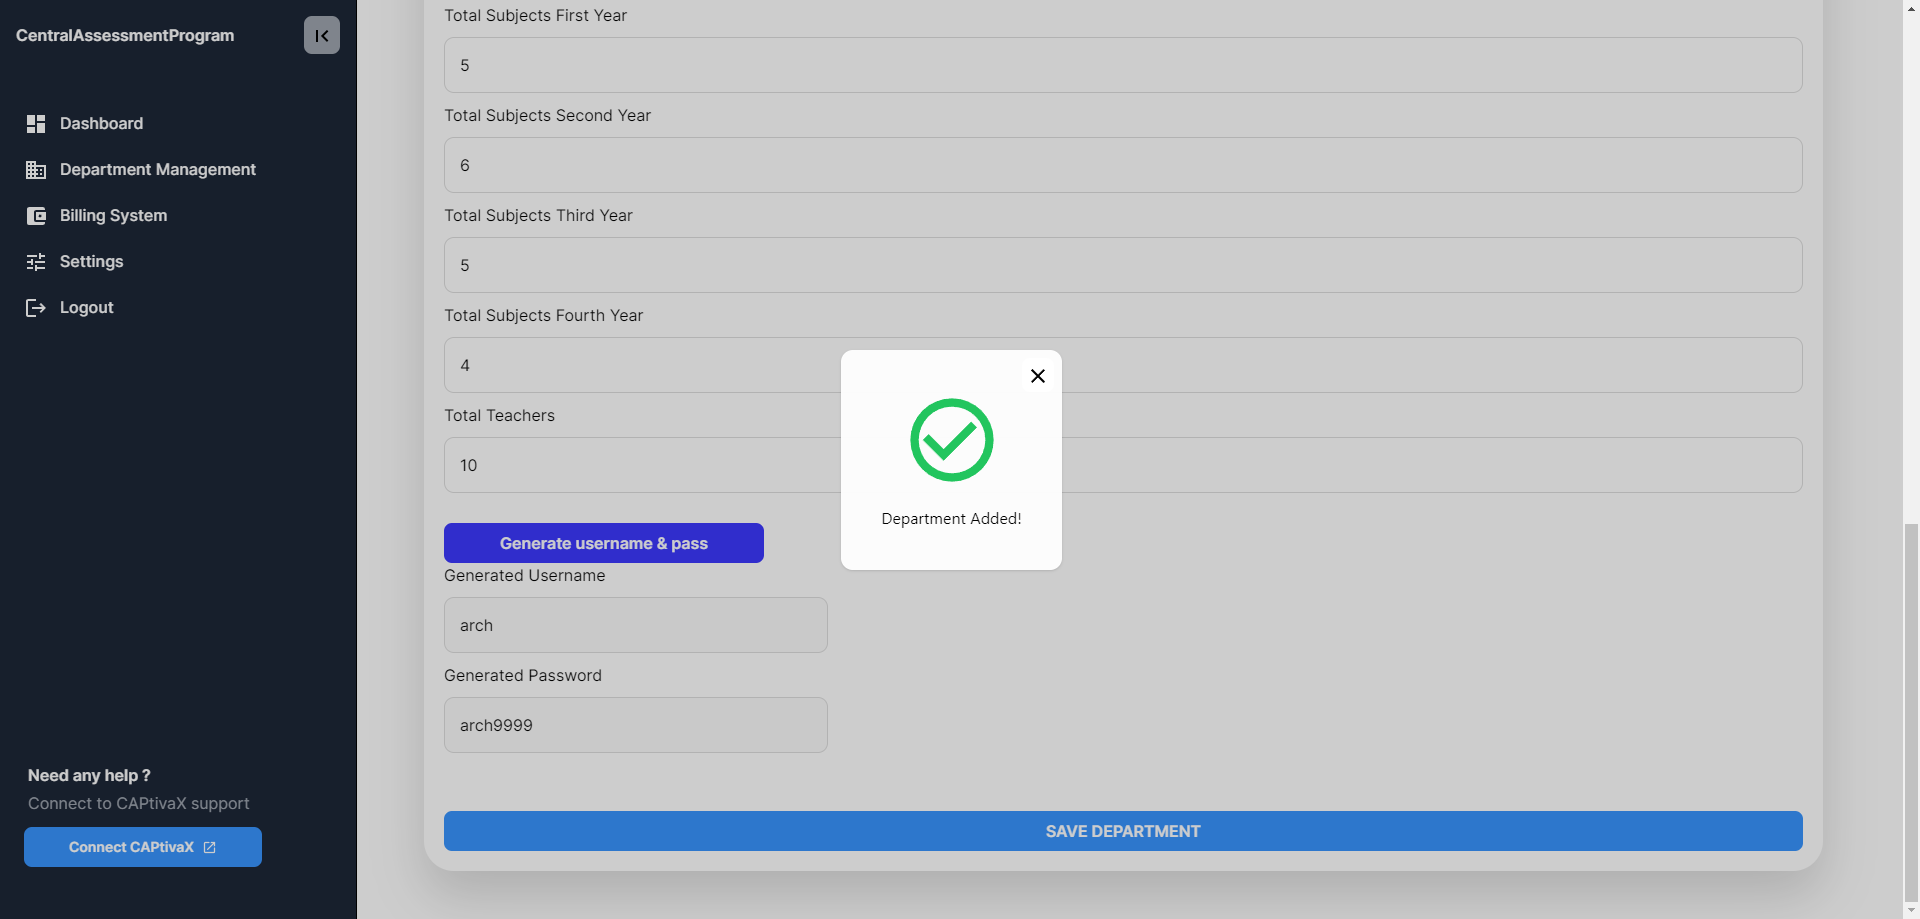 CentralAssessmentProgram
Dashboard
Department Management
Billing System
Settings
Logout
Need any help ?
Connect to CAPtivaX support
Connect CAPtivaX
Total Subjects First Year
5
Total Subjects Second Year
6
Total Subjects Third Year
5
Total Subjects Fourth Year
4
Total Teachers
10
Generate username & pass
Generated Username
arch
Generated Password
arch9999
SAVE DEPARTMENT
Department Added!